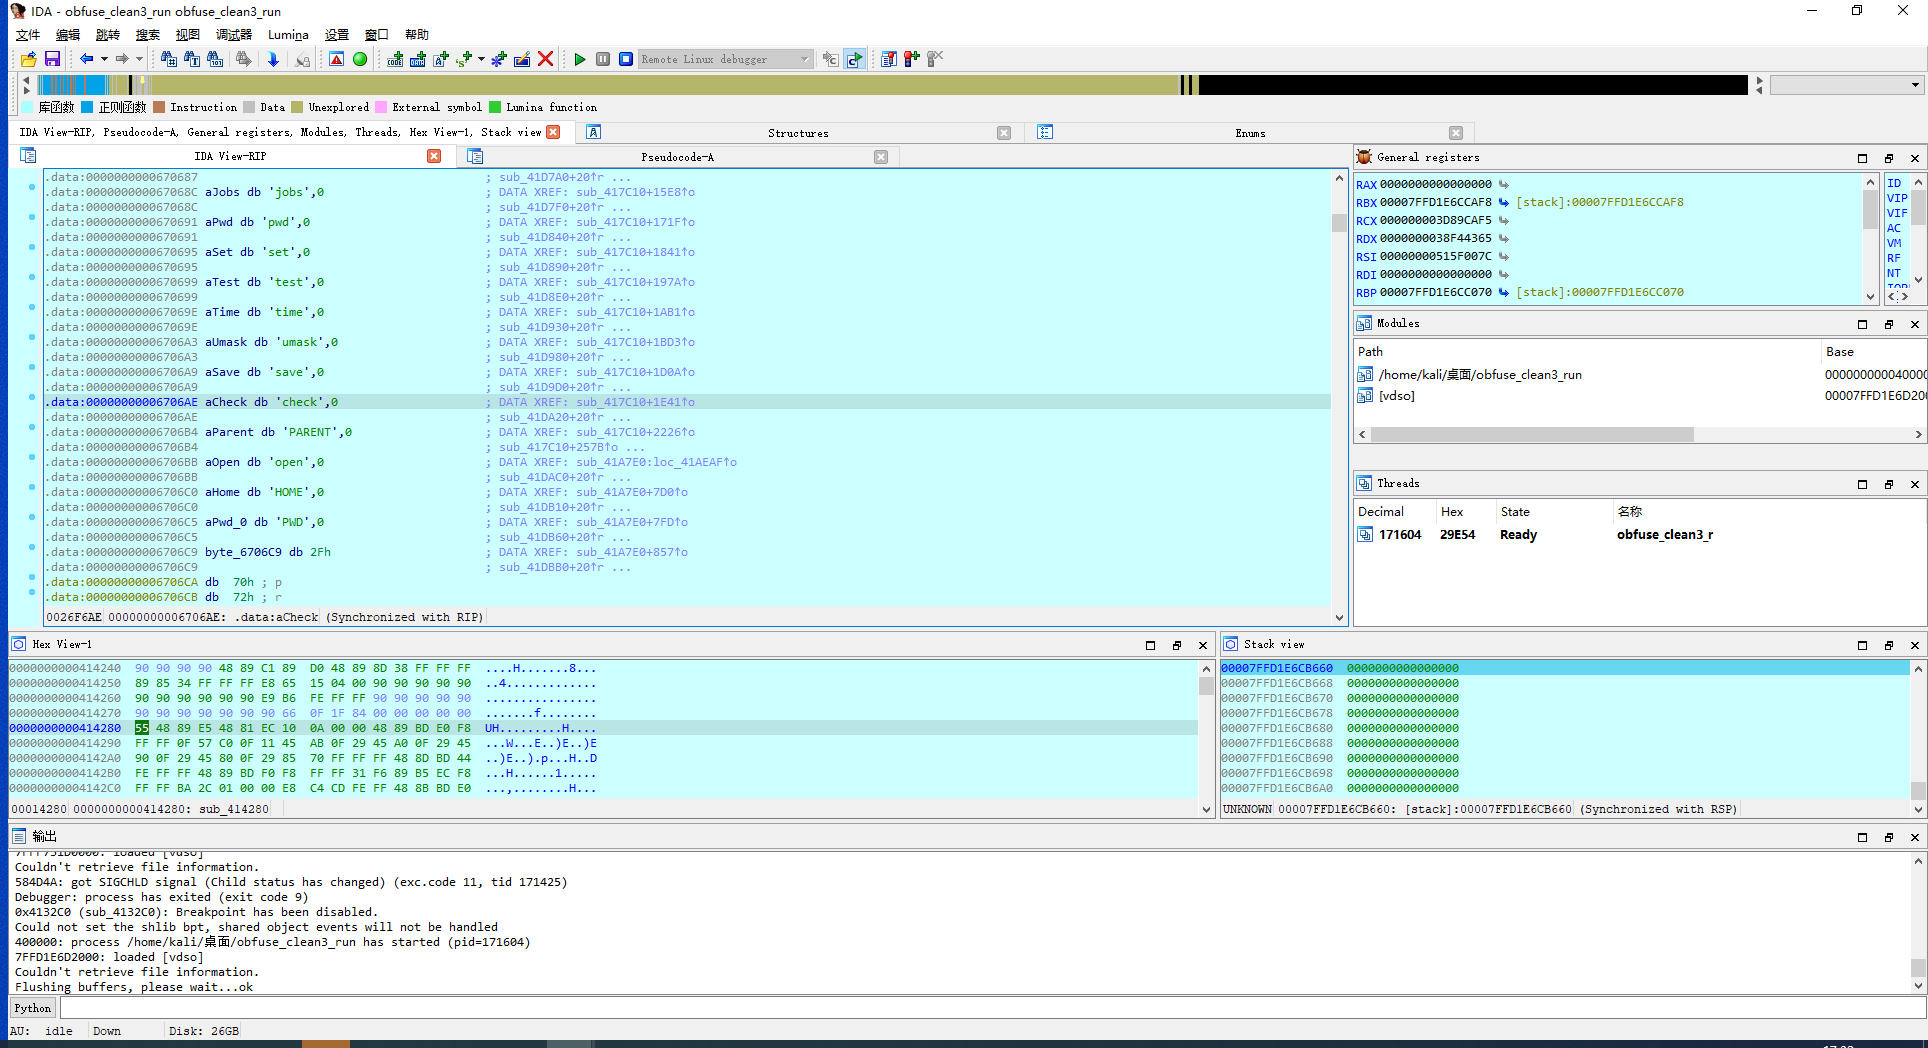 IDA - obfuse_clean3_run obfuse_clean3_run
文件 编辑 跳转 搜索 视图 调试器 Lumina 设置 窗口 帮助
Remote Linux debugger
库函数 正则函数 Instruction Data Unexplored External symbol Lumina function
IDA View-RIP, Pseudocode-A, General registers, Modules, Threads, Hex View-1, Stack view
Structures
Enums
IDA View-RIP
Pseudocode-A
.data:0000000000670687 ; sub_41D7A0+20↑r ...
.data:000000000067068C aJobs db 'jobs',0 ; DATA XREF: sub_417C10+15E8↑o
.data:000000000067068C ; sub_41D7F0+20↑r ...
.data:0000000000670691 aPwd db 'pwd',0 ; DATA XREF: sub_417C10+171F↑o
.data:0000000000670691 ; sub_41D840+20↑r ...
.data:0000000000670695 aSet db 'set',0 ; DATA XREF: sub_417C10+1841↑o
.data:0000000000670695 ; sub_41D890+20↑r ...
.data:0000000000670699 aTest db 'test',0 ; DATA XREF: sub_417C10+197A↑o
.data:0000000000670699 ; sub_41D8E0+20↑r ...
.data:000000000067069E aTime db 'time',0 ; DATA XREF: sub_417C10+1AB1↑o
.data:000000000067069E ; sub_41D930+20↑r ...
.data:00000000006706A3 aUmask db 'umask',0 ; DATA XREF: sub_417C10+1BD3↑o
.data:00000000006706A3 ; sub_41D980+20↑r ...
.data:00000000006706A9 aSave db 'save',0 ; DATA XREF: sub_417C10+1D0A↑o
.data:00000000006706A9 ; sub_41D9D0+20↑r ...
.data:00000000006706AE aCheck db 'check',0 ; DATA XREF: sub_417C10+1E41↑o
.data:00000000006706AE ; sub_41DA20+20↑r ...
.data:00000000006706B4 aParent db 'PARENT',0 ; DATA XREF: sub_417C10+2226↑o
.data:00000000006706B4 ; sub_417C10+257B↑o ...
.data:00000000006706BB aOpen db 'open',0 ; DATA XREF: sub_41A7E0:loc_41AEAF↑o
.data:00000000006706BB ; sub_41DAC0+20↑r ...
.data:00000000006706C0 aHome db 'HOME',0 ; DATA XREF: sub_41A7E0+7D0↑o
.data:00000000006706C0 ; sub_41DB10+20↑r ...
.data:00000000006706C5 aPwd_0 db 'PWD',0 ; DATA XREF: sub_41A7E0+7FD↑o
.data:00000000006706C5 ; sub_41DB60+20↑r ...
.data:00000000006706C9 byte_6706C9 db 2Fh ; DATA XREF: sub_41A7E0+857↑o
.data:00000000006706C9 ; sub_41DBB0+20↑r ...
.data:00000000006706CA db 70h ; p
.data:00000000006706CB db 72h ; r
0026F6AE 00000000006706AE: .data:aCheck (Synchronized with RIP)
General registers
RAX 0000000000000000
RBX 00007FFD1E6CCAF8 [stack]:00007FFD1E6CCAF8
RCX 000000003D89CAF5
RDX 0000000038F44365
RSI 00000000515F007C
RDI 0000000000000000
RBP 00007FFD1E6CC070 [stack]:00007FFD1E6CC070
ID
VIP
VIF
AC
VM
RF
NT
Modules
Path Base
/home/kali/桌面/obfuse_clean3_run 000000000040000
[vdso] 00007FFD1E6D20
Threads
Decimal Hex State 名称
171604 29E54 Ready obfuse_clean3_r
Hex View-1
0000000000414240 90 90 90 90 48 89 C1 89 D0 48 89 8D 38 FF FF FF ....H.......8...
0000000000414250 89 85 34 FF FF FF E8 65 15 04 00 90 90 90 90 90 ..4.............
0000000000414260 90 90 90 90 90 90 E9 B6 FE FF FF 90 90 90 90 90 ................
0000000000414270 90 90 90 90 90 90 90 66 0F 1F 84 00 00 00 00 00 .......f........
0000000000414280 55 48 89 E5 48 81 EC 10 0A 00 00 48 89 BD E0 F8 UH.........H....
0000000000414290 FF FF 0F 57 C0 0F 11 45 AB 0F 29 45 A0 0F 29 45 ...W...E..)E..)E
00000000004142A0 90 0F 29 45 80 0F 29 85 70 FF FF FF 48 8D BD 44 ..)E..).p...H..D
00000000004142B0 FE FF FF 48 89 BD F0 F8 FF FF 31 F6 89 B5 EC F8 ...H......1.....
00000000004142C0 FF FF BA 2C 01 00 00 E8 C4 CD FE FF 48 8B BD E0 ...,........H...
00014280 0000000000414280: sub_414280
Stack view
00007FFD1E6CB660 0000000000000000
00007FFD1E6CB668 0000000000000000
00007FFD1E6CB670 0000000000000000
00007FFD1E6CB678 0000000000000000
00007FFD1E6CB680 0000000000000000
00007FFD1E6CB688 0000000000000000
00007FFD1E6CB690 0000000000000000
00007FFD1E6CB698 0000000000000000
00007FFD1E6CB6A0 0000000000000000
UNKNOWN 00007FFD1E6CB660: [stack]:00007FFD1E6CB660 (Synchronized with RSP)
输出
7FFF751D0000: loaded [vdso]
Couldn't retrieve file information.
584D4A: got SIGCHLD signal (Child status has changed) (exc.code 11, tid 171425)
Debugger: process has exited (exit code 9)
0x4132C0 (sub_4132C0): Breakpoint has been disabled.
Could not set the shlib bpt, shared object events will not be handled
400000: process /home/kali/桌面/obfuse_clean3_run has started (pid=171604)
7FFD1E6D2000: loaded [vdso]
Couldn't retrieve file information.
Flushing buffers, please wait...ok
Python
AU: idle Down Disk: 26GB